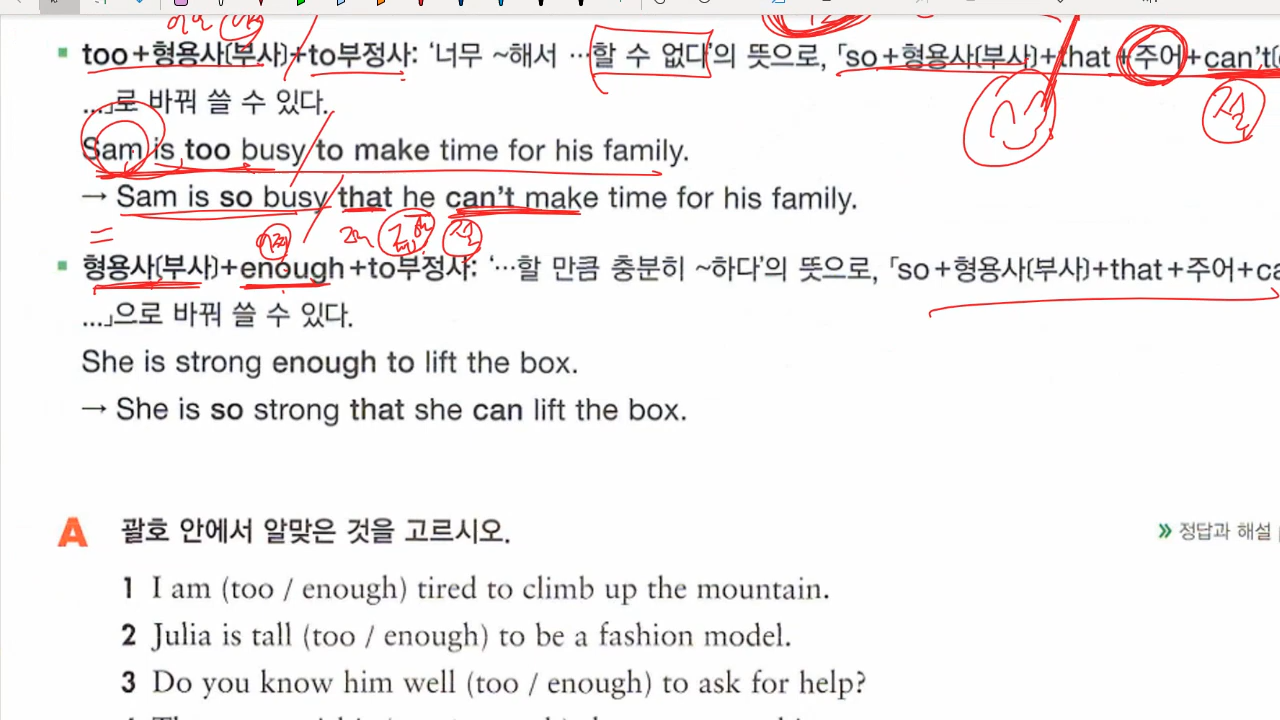 too+형용사(부사)+to부정사: '너무 ~해서 …할 수 없다'의 뜻으로, 「so+형용사(부사)+that+주어+can't(
…」로 바꿔 쓸 수 있다.
Sam is too busy to make time for his family.
→ Sam is so busy that he can't make time for his family.
형용사(부사)+enough+to부정사: '…할 만큼 충분히 ~하다'의 뜻으로, 「so+형용사(부사)+that+주어+ca
…」으로 바꿔 쓸 수 있다.
She is strong enough to lift the box.
→ She is so strong that she can lift the box.
A 괄호 안에서 알맞은 것을 고르시오.
» 정답과 해설
1 I am (too / enough) tired to climb up the mountain.
2 Julia is tall (too / enough) to be a fashion model.
3 Do you know him well (too / enough) to ask for help?